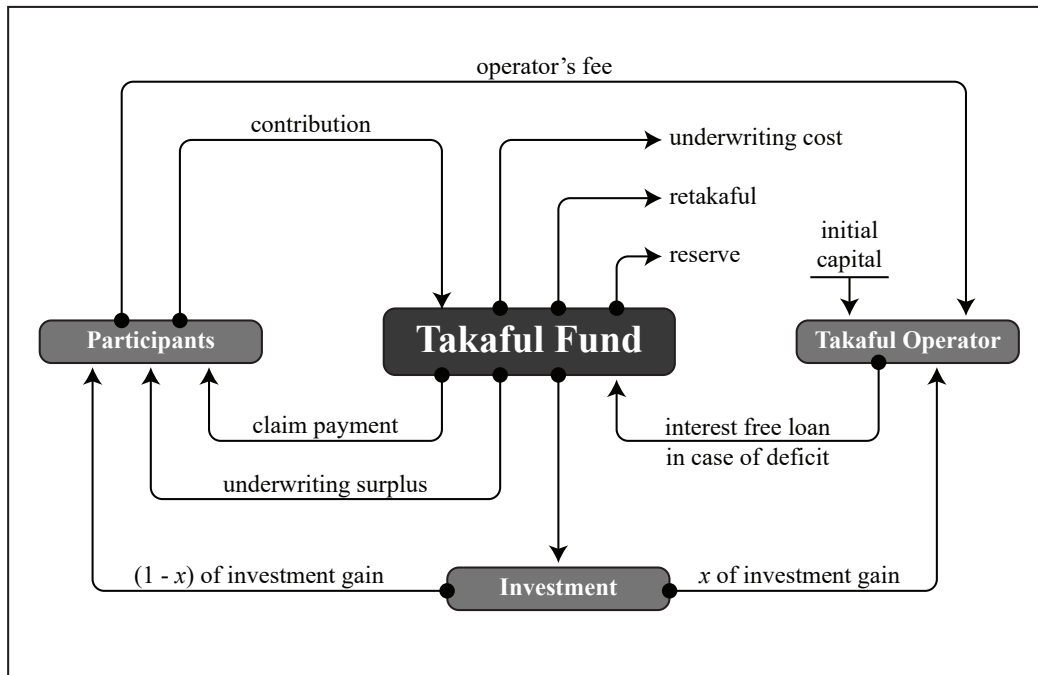 operator’s fee
contribution
underwriting cost
retakaful
reserve
initial
capital
Participants
Takaful Fund
Takaful Operator
claim payment
interest free loan
in case of deficit
underwriting surplus
(1 - x) of investment gain
Investment
x of investment gain